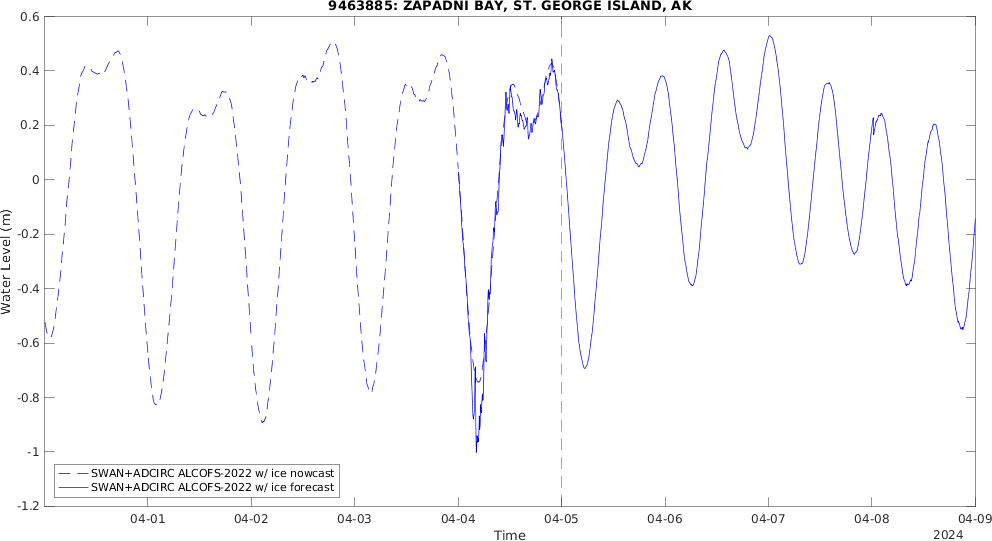 9463885: ZAPADNI BAY, ST. GEORGE ISLAND, AK
0.6
0.4
0.2
0
-0.2
-0.4
-0.6
-0.8
-1
-1.2
Water Level (m)
SWAN+ADCIRC ALCOFS-2022 w/ ice nowcast
SWAN+ADCIRC ALCOFS-2022 w/ ice forecast
04-01 04-02 04-03 04-04 04-05 04-06 04-07 04-08 04-09
Time
2024